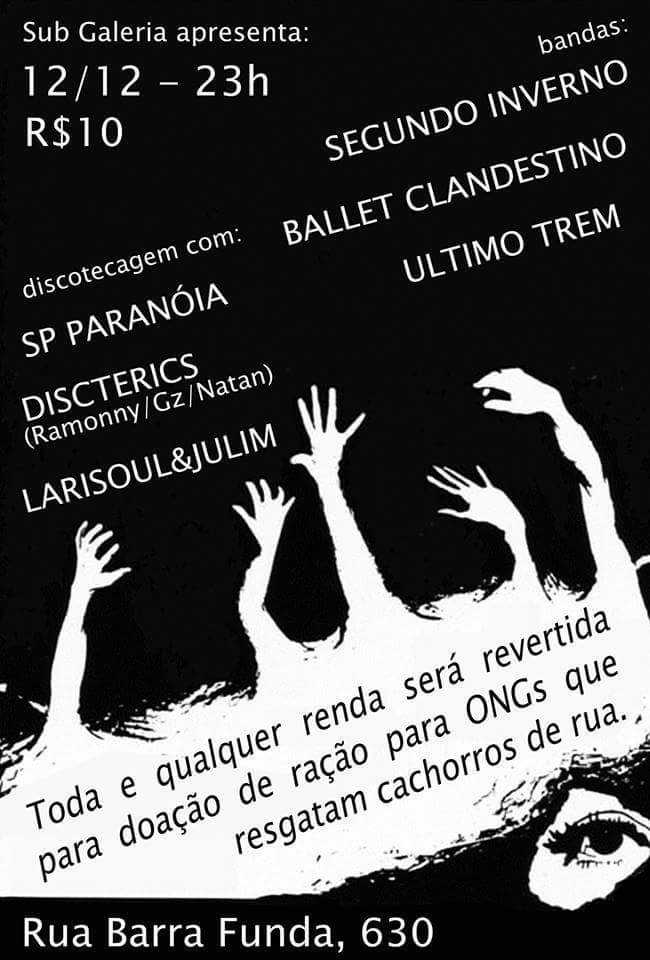 Sub Galeria apresenta:
12/12 – 23h
R$10
bandas:
SEGUNDO INVERNO
BALLET CLANDESTINO
ULTIMO TREM
discotecagem com:
SP PARANÓIA
DISCTERICS
(Ramonny/Gz/Natan)
LARISOUL&JULIM
Toda e qualquer renda será revertida
para doação de ração para ONGs que
resgatam cachorros de rua.
Rua Barra Funda, 630